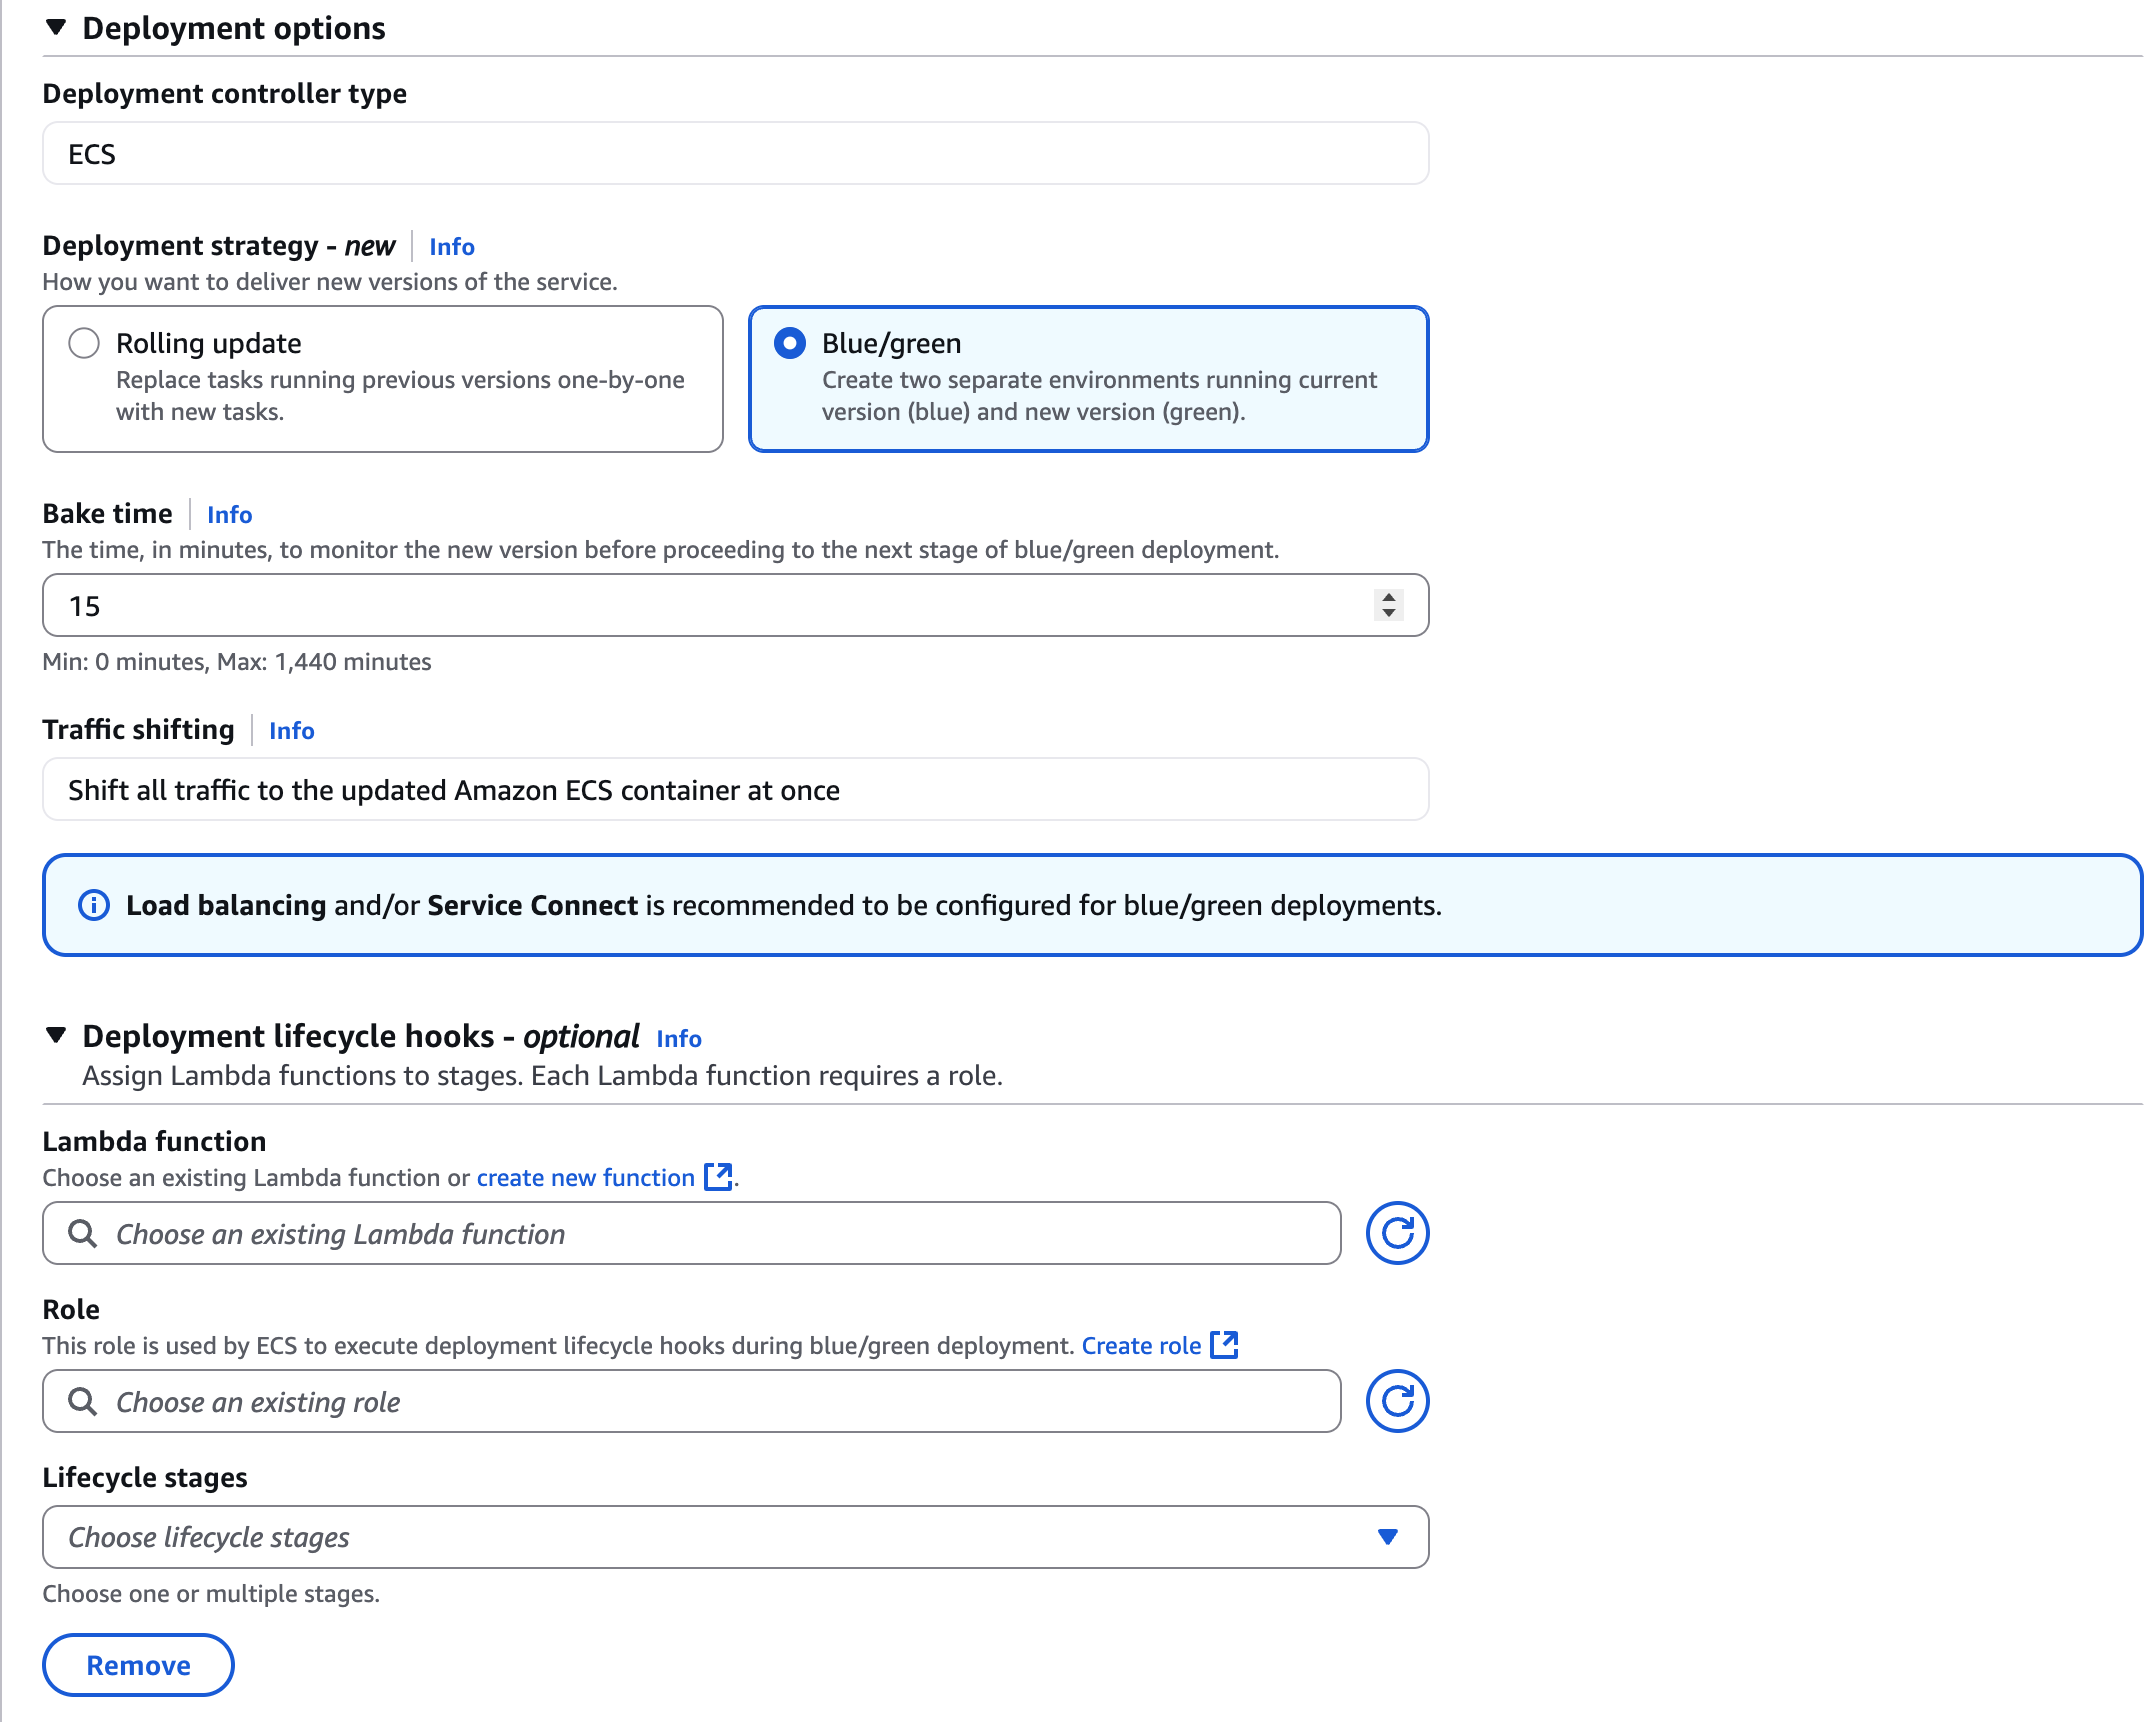 Deployment options
Deployment controller type
ECS
Deployment strategy - new Info
How you want to deliver new versions of the service.
Rolling update
Replace tasks running previous versions one-by-one
with new tasks.
Blue/green
Create two separate environments running current
version (blue) and new version (green).
Bake time Info
The time, in minutes, to monitor the new version before proceeding to the next stage of blue/green deployment.
15
Min: 0 minutes, Max: 1,440 minutes
Traffic shifting Info
Shift all traffic to the updated Amazon ECS container at once
Load balancing and/or Service Connect is recommended to be configured for blue/green deployments.
Deployment lifecycle hooks - optional Info
Assign Lambda functions to stages. Each Lambda function requires a role.
Lambda function
Choose an existing Lambda function or create new function.
Choose an existing Lambda function
Role
This role is used by ECS to execute deployment lifecycle hooks during blue/green deployment. Create role
Choose an existing role
Lifecycle stages
Choose lifecycle stages
Choose one or multiple stages.
Remove